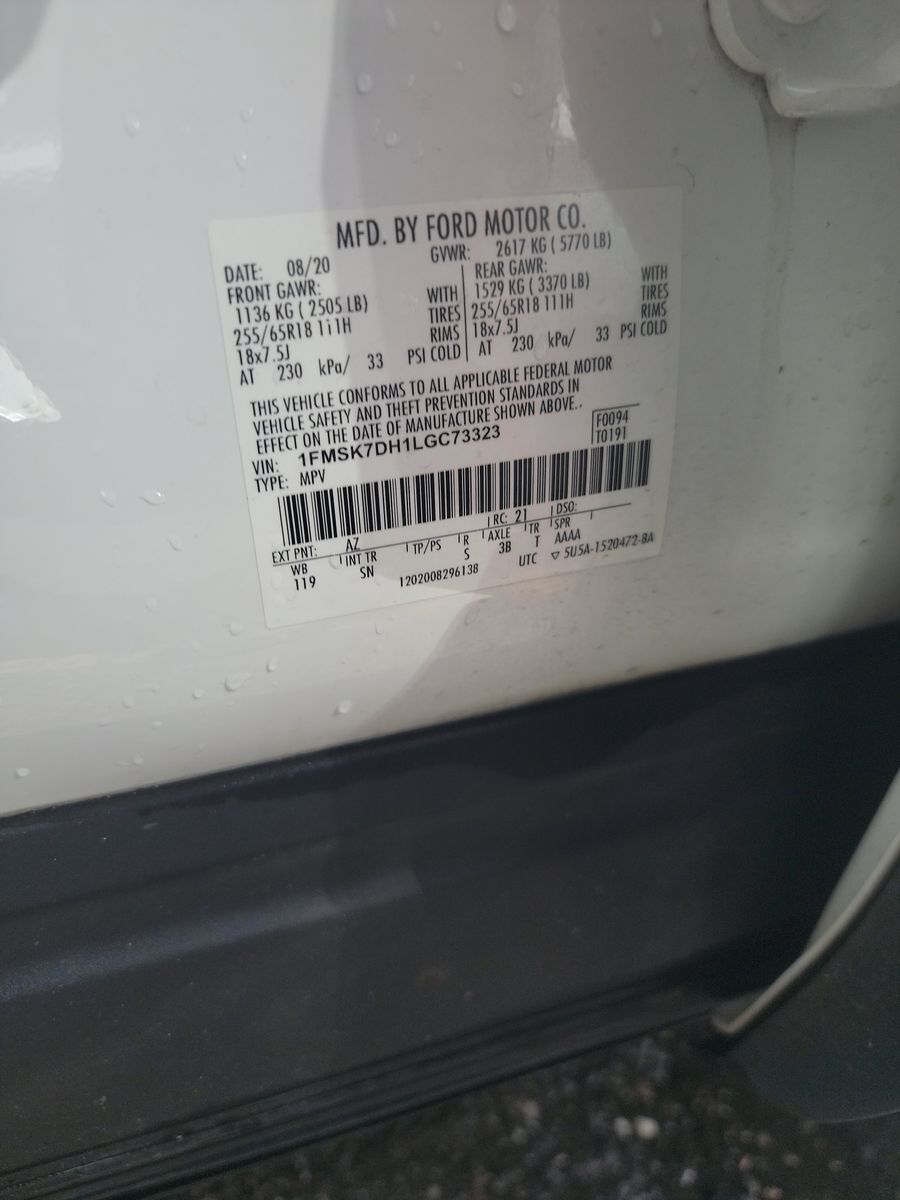 MFD. BY FORD MOTOR CO.
DATE: 08/20 GVWR: 2617 KG ( 5770 LB)
FRONT GAWR: REAR GAWR:
1136 KG ( 2505 LB) WITH 1529 KG ( 3370 LB) WITH
255/65R18 111H TIRES 255/65R18 111H TIRES
18x7.5J RIMS 18x7.5J RIMS
AT 230 kPa/ 33 PSI COLD AT 230 kPa/ 33 PSI COLD
THIS VEHICLE CONFORMS TO ALL APPLICABLE FEDERAL MOTOR
VEHICLE SAFETY AND THEFT PREVENTION STANDARDS IN
EFFECT ON THE DATE OF MANUFACTURE SHOWN ABOVE..
VIN: 1FMSK7DH1LGC73323 F0094
TYPE: MPV T0191
EXT PNT: AZ RC: 21 DSO:
WB INT TR TP/PS R AXLE TR SPR
119 SN S 3B T AAAA
1202008296138 UTC ▽ 5U5A-1520472-BA